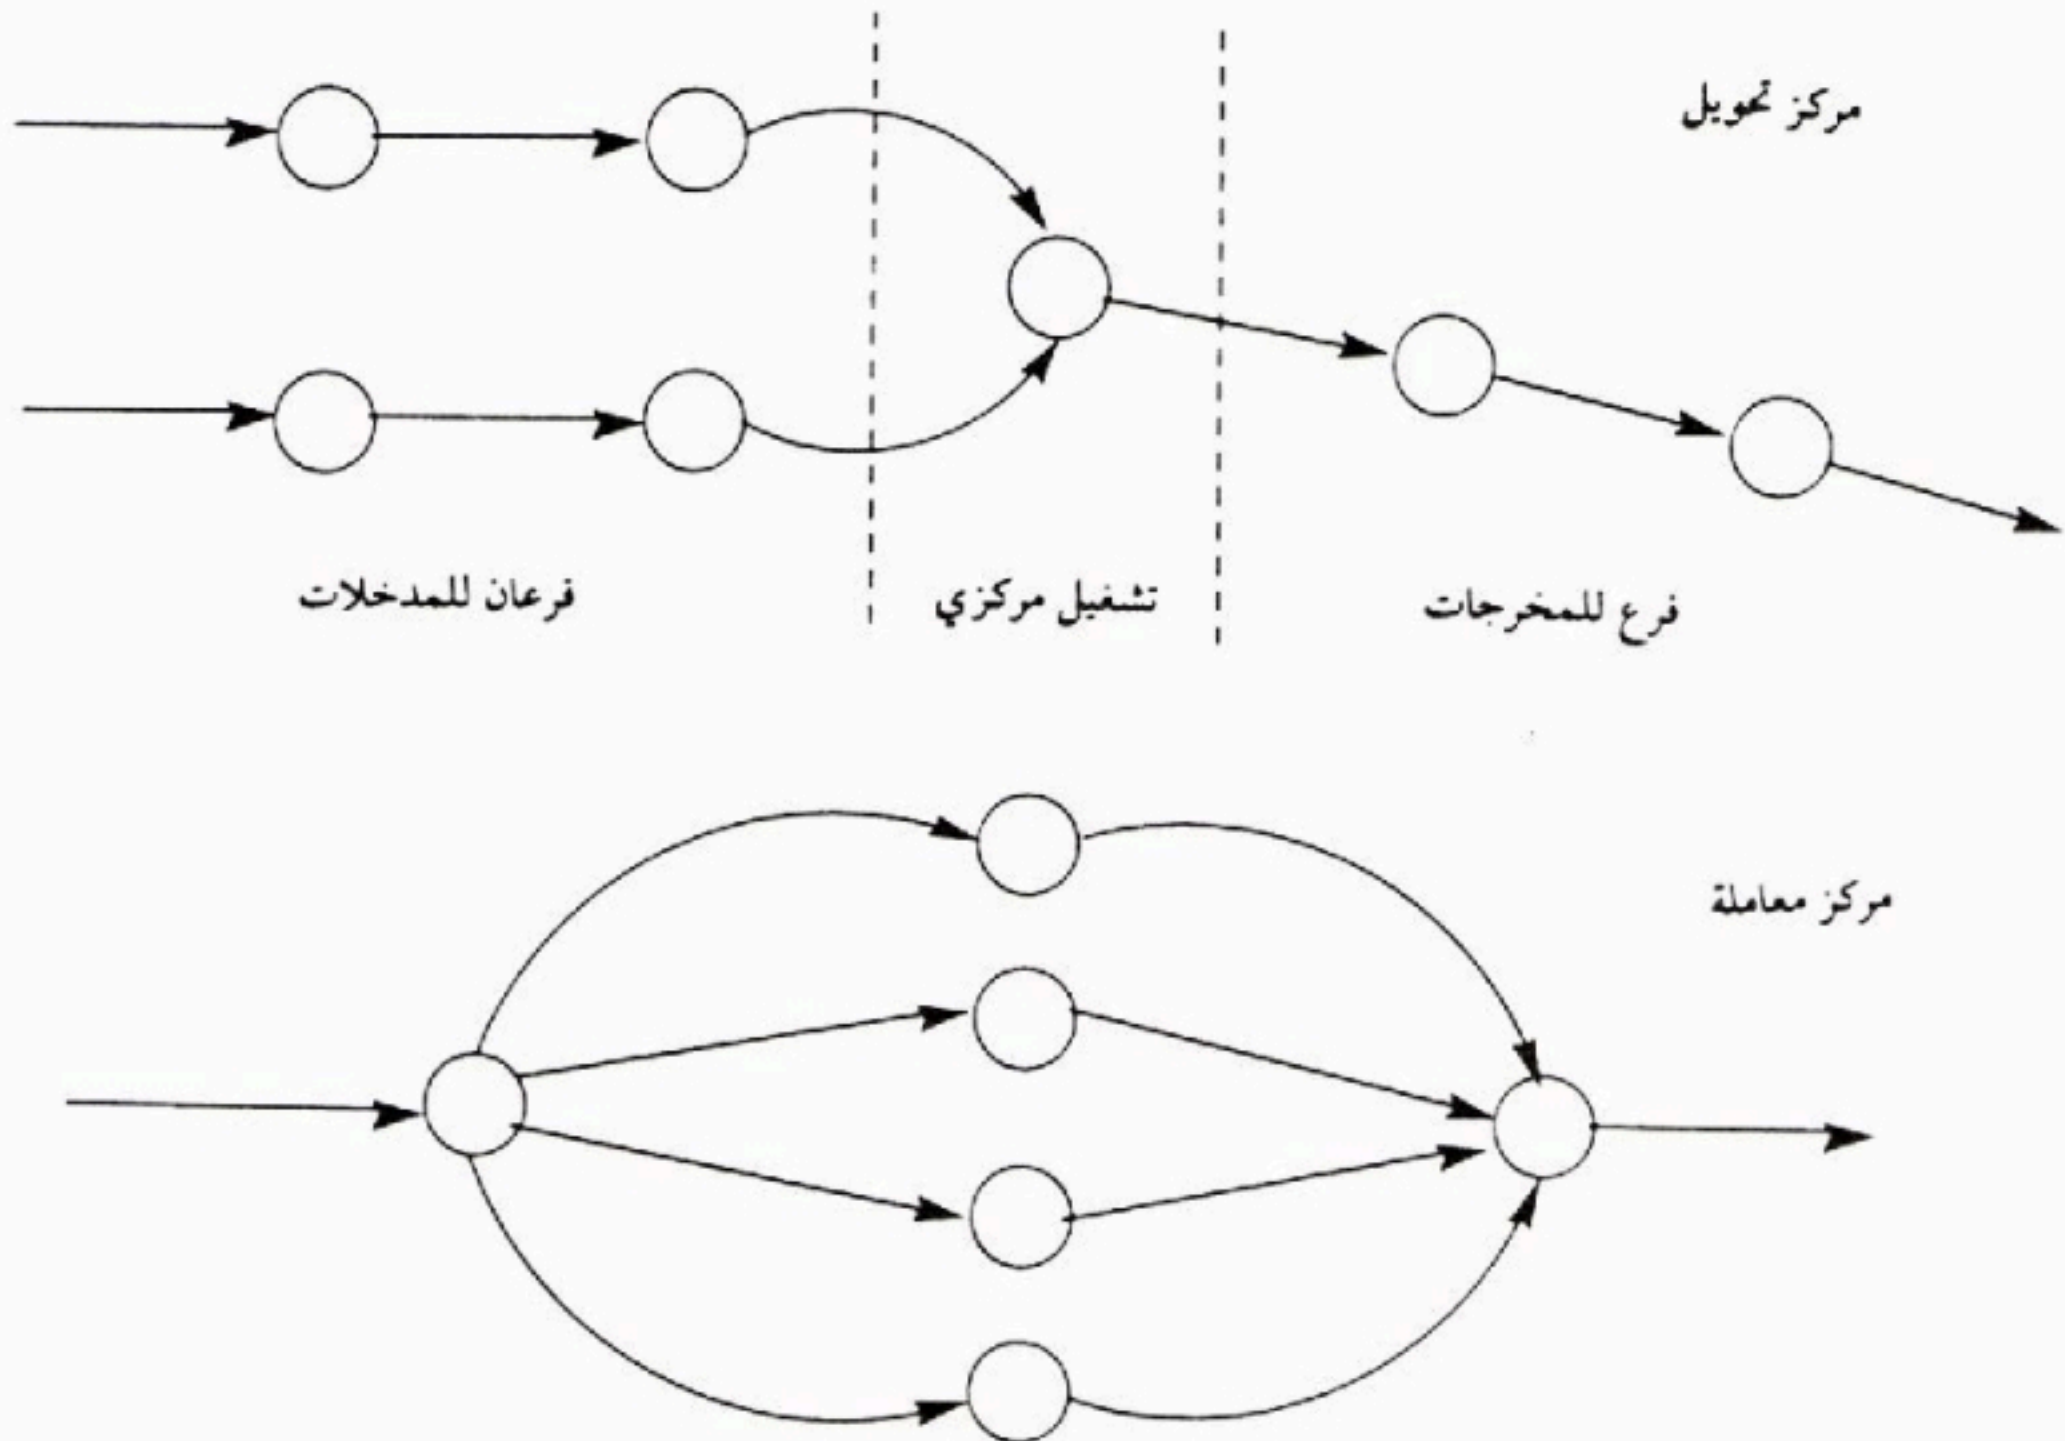 مركز تحويل
فرعان للمدخلات
تشغيل مركزي
فرع للمخرجات
مركز معاملة